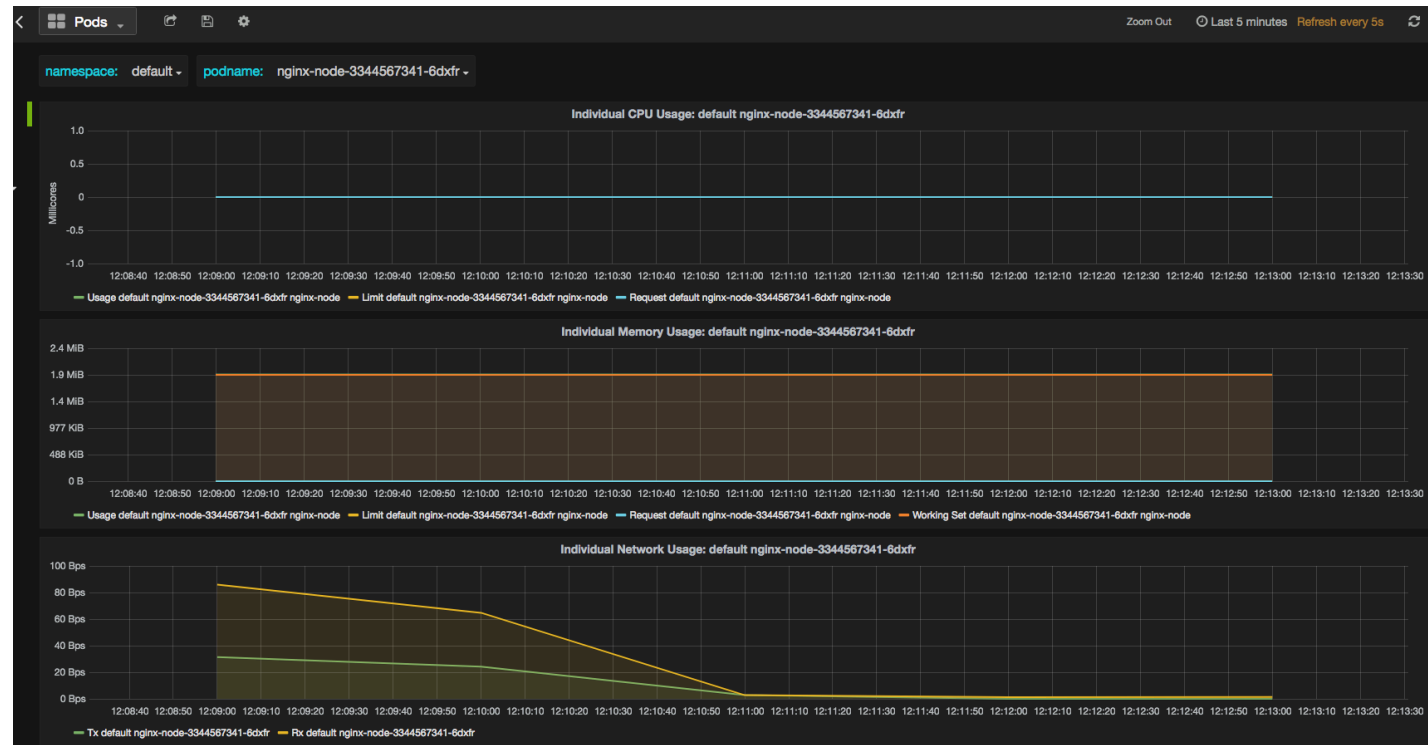 Pods Zoom Out Last 5 minutes Refresh every 5s
namespace: default podname: nginx-node-3344567341-6dxfr
Individual CPU Usage: default nginx-node-3344567341-6dxfr
1.0
0.5
0
-0.5
-1.0
Millicores
12:08:40 12:08:50 12:09:00 12:09:10 12:09:20 12:09:30 12:09:40 12:09:50 12:10:00 12:10:10 12:10:20 12:10:30 12:10:40 12:10:50 12:11:00 12:11:10 12:11:20 12:11:30 12:11:40 12:11:50 12:12:00 12:12:10 12:12:20 12:12:30 12:12:40 12:12:50 12:13:00 12:13:10 12:13:20 12:13:30
Usage default nginx-node-3344567341-6dxfr nginx-node Limit default nginx-node-3344567341-6dxfr nginx-node Request default nginx-node-3344567341-6dxfr nginx-node
Individual Memory Usage: default nginx-node-3344567341-6dxfr
2.4 MiB
1.9 MiB
1.4 MiB
977 KiB
488 KiB
0 B
12:08:40 12:08:50 12:09:00 12:09:10 12:09:20 12:09:30 12:09:40 12:09:50 12:10:00 12:10:10 12:10:20 12:10:30 12:10:40 12:10:50 12:11:00 12:11:10 12:11:20 12:11:30 12:11:40 12:11:50 12:12:00 12:12:10 12:12:20 12:12:30 12:12:40 12:12:50 12:13:00 12:13:10 12:13:20 12:13:30
Usage default nginx-node-3344567341-6dxfr nginx-node Limit default nginx-node-3344567341-6dxfr nginx-node Request default nginx-node-3344567341-6dxfr nginx-node Working Set default nginx-node-3344567341-6dxfr nginx-node
Individual Network Usage: default nginx-node-3344567341-6dxfr
100 Bps
80 Bps
60 Bps
40 Bps
20 Bps
0 Bps
12:08:40 12:08:50 12:09:00 12:09:10 12:09:20 12:09:30 12:09:40 12:09:50 12:10:00 12:10:10 12:10:20 12:10:30 12:10:40 12:10:50 12:11:00 12:11:10 12:11:20 12:11:30 12:11:40 12:11:50 12:12:00 12:12:10 12:12:20 12:12:30 12:12:40 12:12:50 12:13:00 12:13:10 12:13:20 12:13:30
Tx default nginx-node-3344567341-6dxfr Rx default nginx-node-3344567341-6dxfr